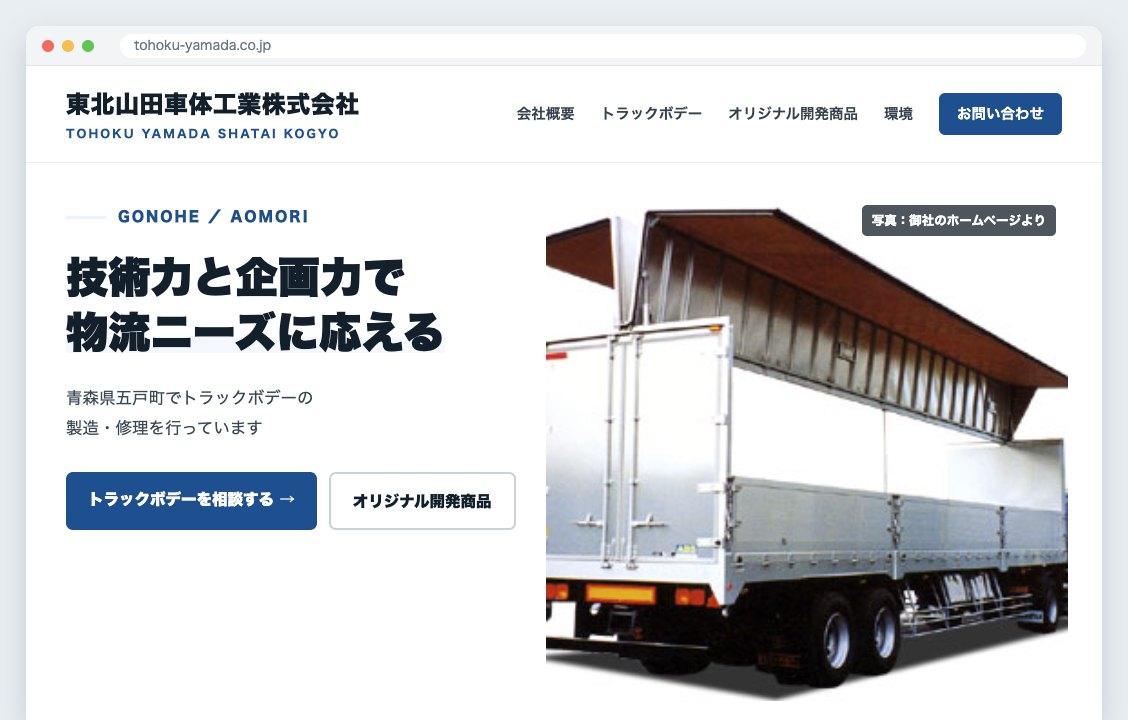 tohoku-yamada.co.jp
東北山田車体工業株式会社
TOHOKU YAMADA SHATAI KOGYO
会社概要
トラックボデー
オリジナル開発商品
環境
お問い合わせ
GONOHE ／ AOMORI
技術力と企画力で
物流ニーズに応える
青森県五戸町でトラックボデーの
製造・修理を行っています
トラックボデーを相談する →
オリジナル開発商品
写真：御社のホームページより